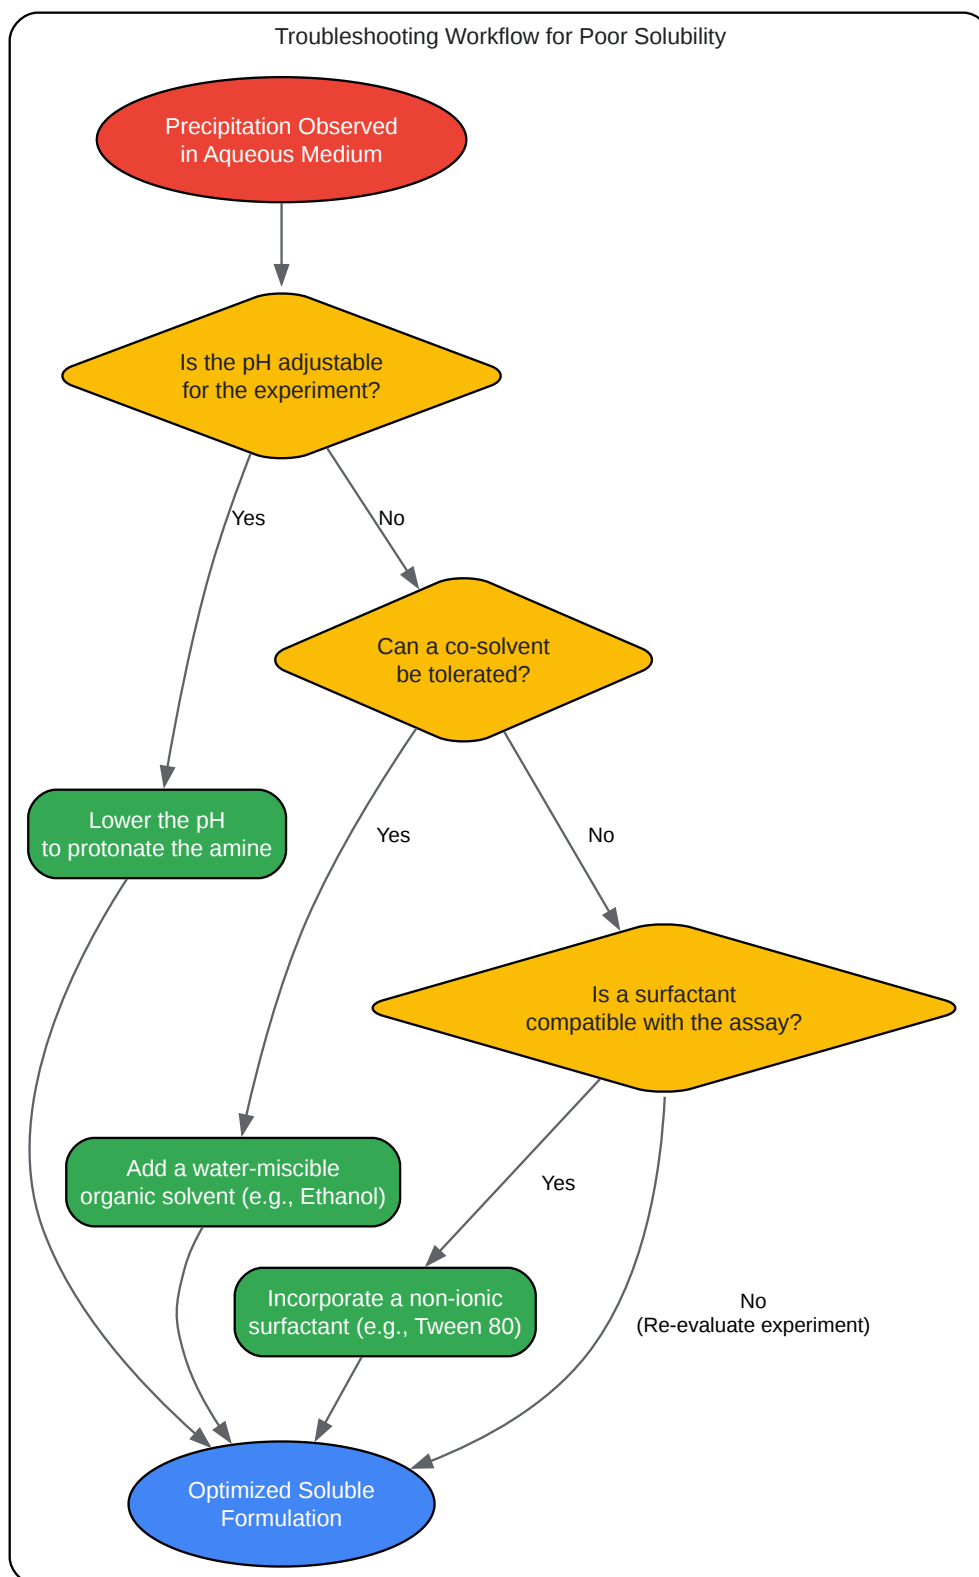 Troubleshooting Workflow for Poor Solubility
Precipitation Observed
in Aqueous Medium
Is the pH adjustable
for the experiment?
Yes
No
Can a co-solvent
be tolerated?
Lower the pH
to protonate the amine
Yes
No
Is a surfactant
compatible with the assay?
Add a water-miscible
organic solvent (e.g., Ethanol)
Yes
Incorporate a non-ionic
surfactant (e.g., Tween 80)
No
(Re-evaluate experiment)
Optimized Soluble
Formulation